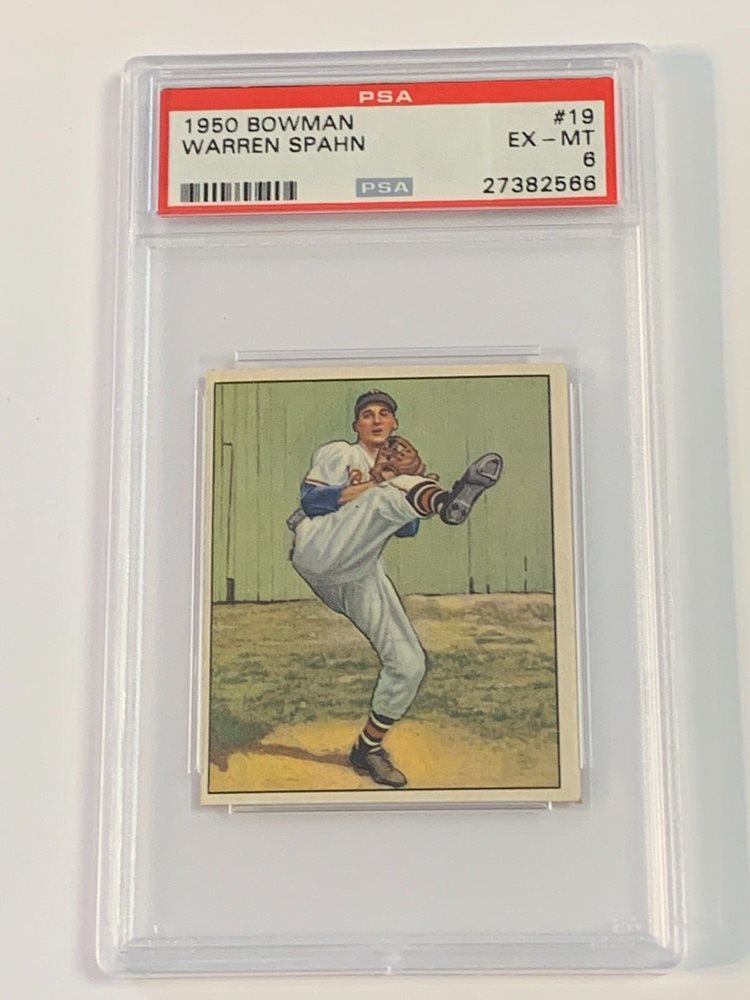 PSA
1950 BOWMAN #19
WARREN SPAHN EX - MT
6
PSA 27382566